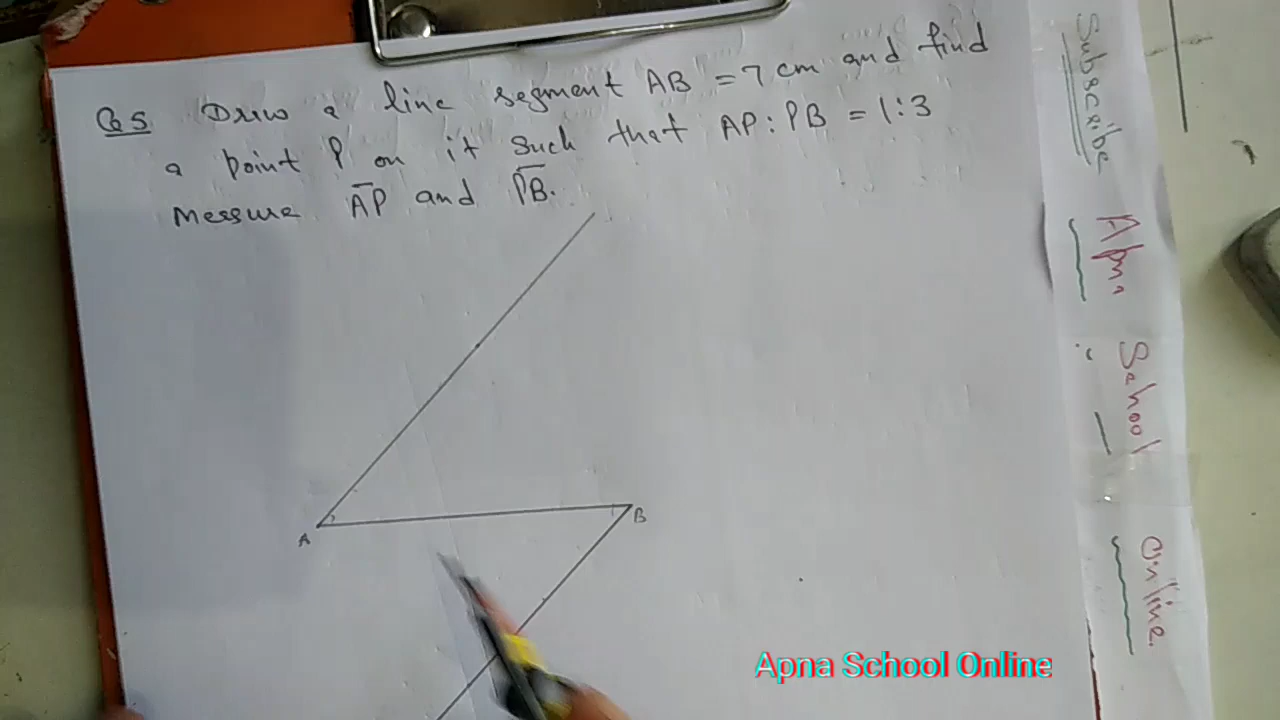 Q5 Draw a line segment AB = 7 cm and find
a point P on it such that AP : PB = 1:3
Messure AP and PB.
A
B
Subscribe
Apna School Online
Apna School Online